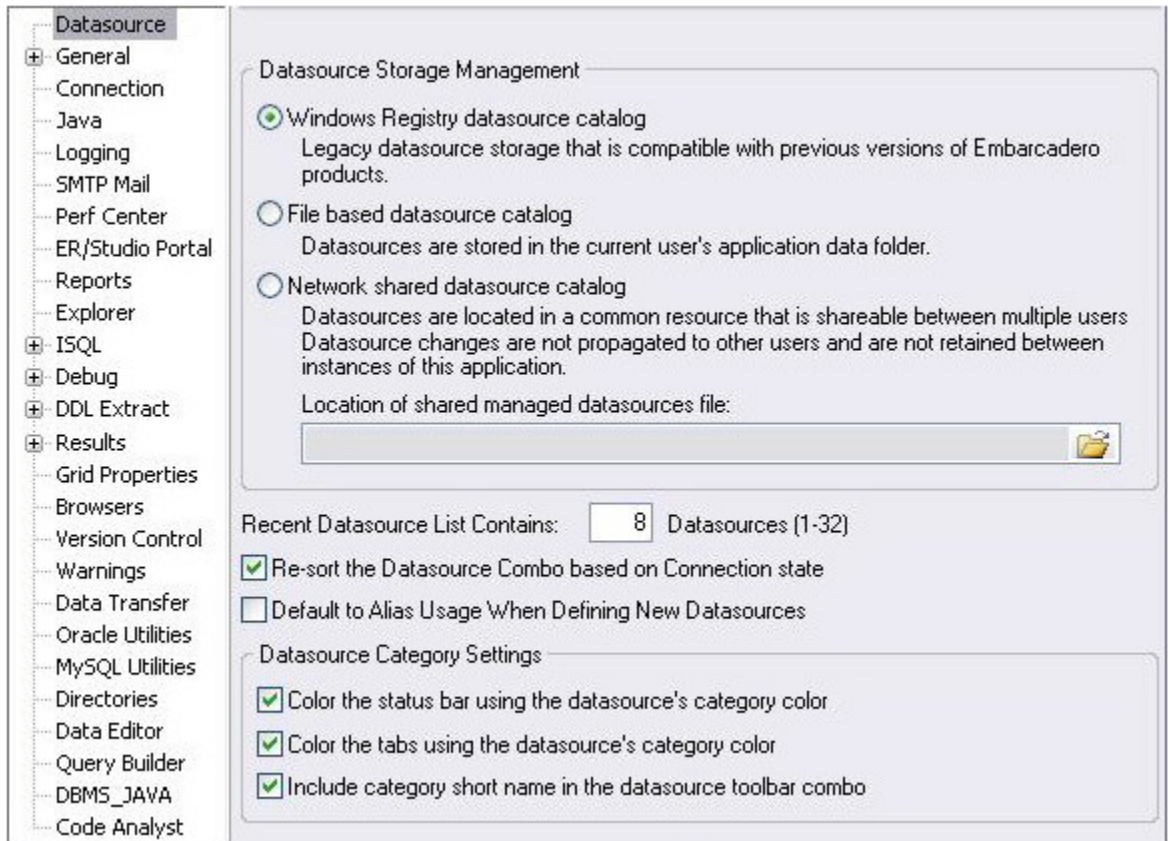 Datasource
General
Connection
Java
Logging
SMTP Mail
Perf Center
ER/Studio Portal
Reports
Explorer
ISQL
Debug
DDL Extract
Results
Grid Properties
Browsers
Version Control
Warnings
Data Transfer
Oracle Utilities
MySQL Utilities
Directories
Data Editor
Query Builder
DBMS_JAVA
Code Analyst
Datasource Storage Management
Windows Registry datasource catalog
Legacy datasource storage that is compatible with previous versions of Embarcadero
products.
File based datasource catalog
Datasources are stored in the current user's application data folder.
Network shared datasource catalog
Datasources are located in a common resource that is shareable between multiple users
Datasource changes are not propagated to other users and are not retained between
instances of this application.
Location of shared managed datasources file:
Recent Datasource List Contains: 8 Datasources (1-32)
Re-sort the Datasource Combo based on Connection state
Default to Alias Usage When Defining New Datasources
Datasource Category Settings
Color the status bar using the datasource's category color
Color the tabs using the datasource's category color
Include category short name in the datasource toolbar combo